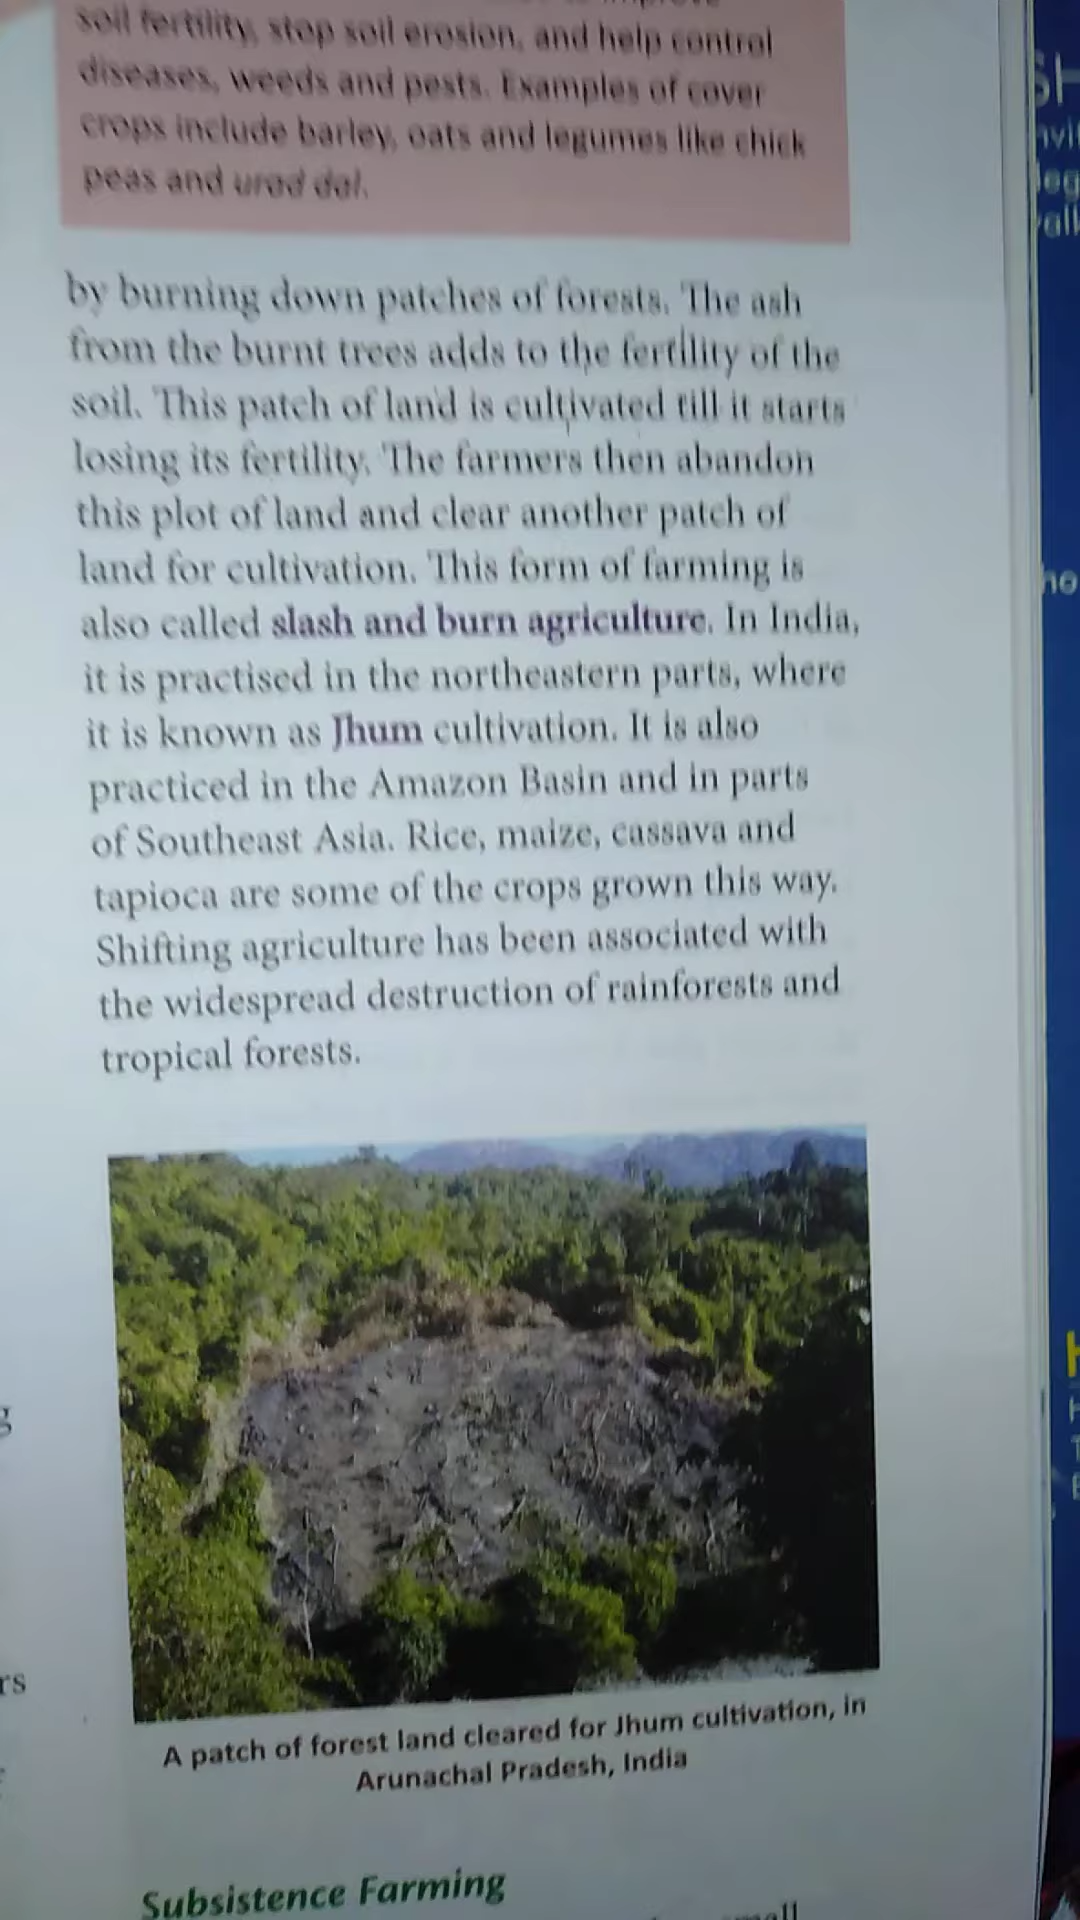 soil fertility, stop soil erosion, and help control
diseases, weeds and pests. Examples of cover
crops include barley, oats and legumes like chick
peas and urad dal.
by burning down patches of forests. The ash
from the burnt trees adds to the fertility of the
soil. This patch of land is cultivated till it starts
losing its fertility. The farmers then abandon
this plot of land and clear another patch of
land for cultivation. This form of farming is
also called slash and burn agriculture. In India,
it is practised in the northeastern parts, where
it is known as Jhum cultivation. It is also
practiced in the Amazon Basin and in parts
of Southeast Asia. Rice, maize, cassava and
tapioca are some of the crops grown this way.
Shifting agriculture has been associated with
the widespread destruction of rainforests and
tropical forests.
A patch of forest land cleared for Jhum cultivation, in
Arunachal Pradesh, India
Subsistence Farming